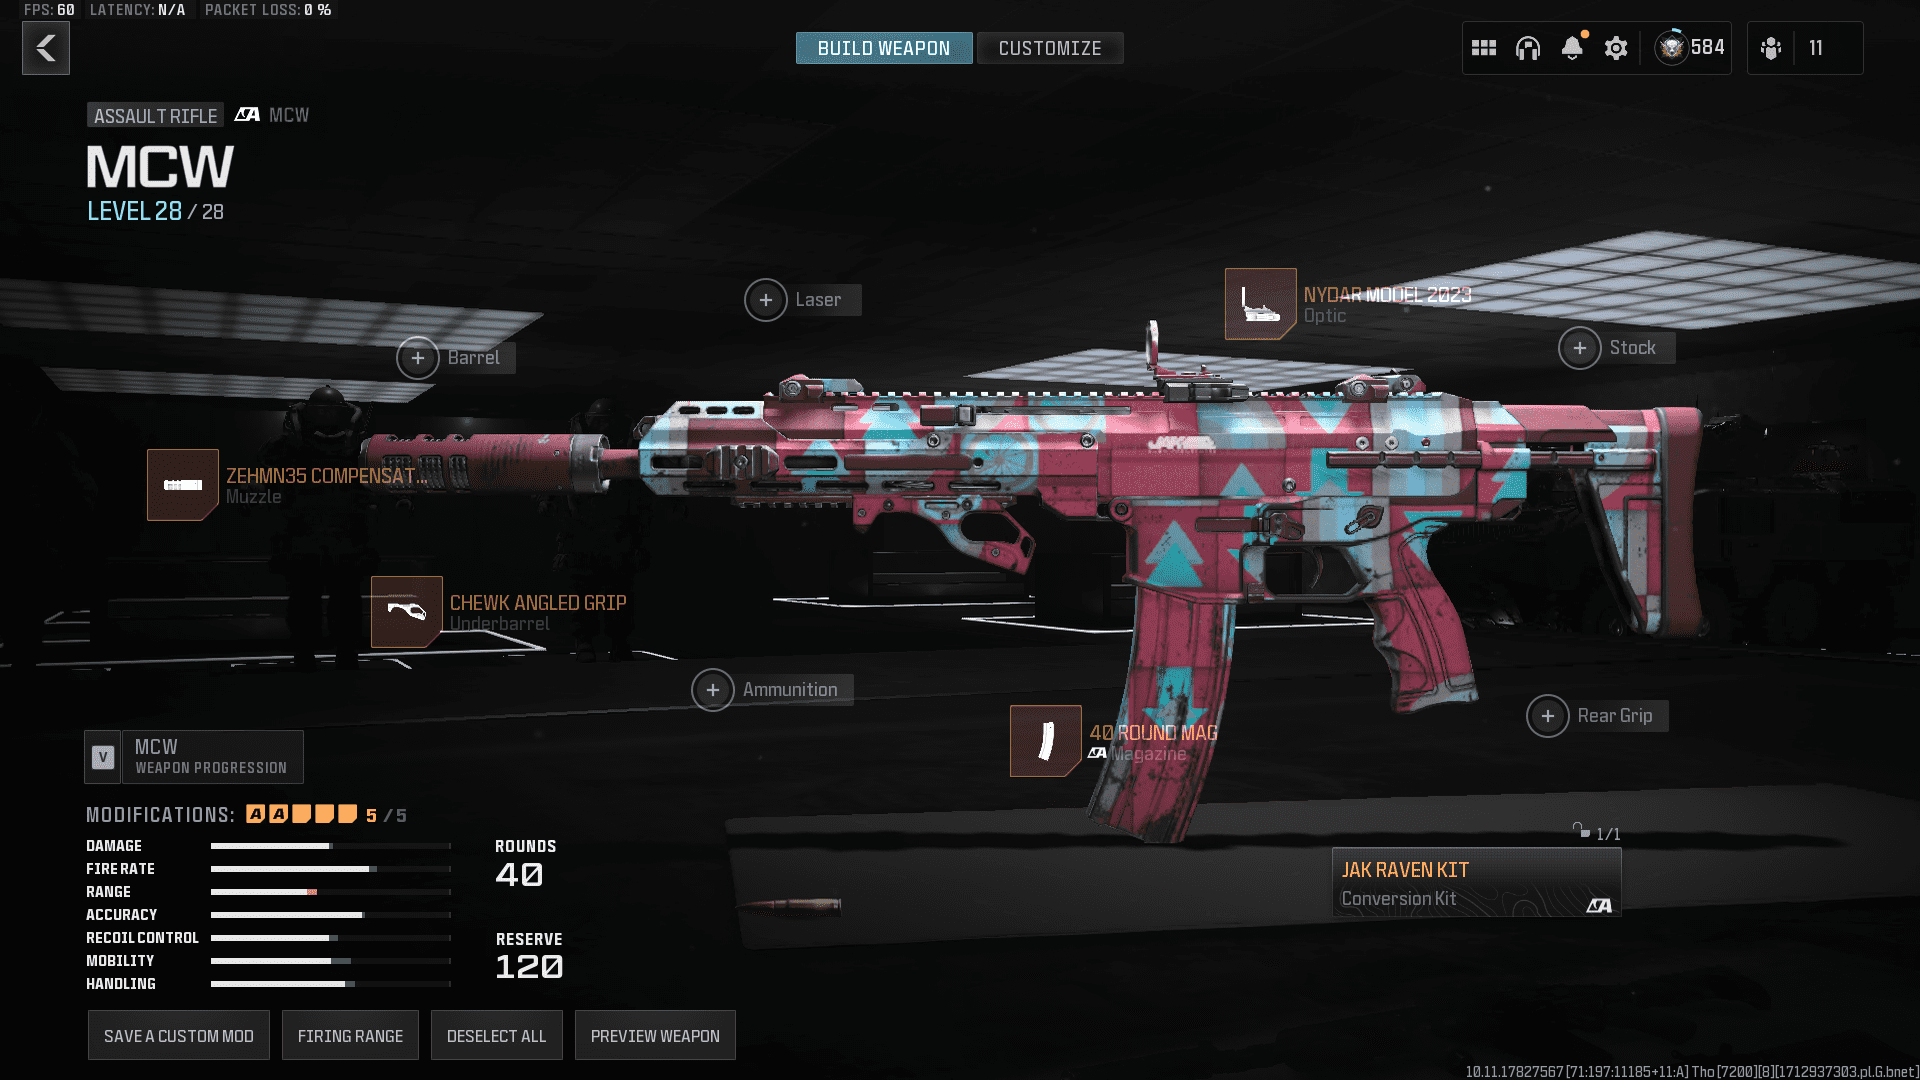 FPS: 60 LATENCY: N/A PACKET LOSS: 0 %
BUILD WEAPON
CUSTOMIZE
584
11
ASSAULT RIFLE
MCW
MCW
LEVEL 28 / 28
Laser
NYDAR MODEL 2023
Optic
Barrel
Stock
ZEHMN35 COMPENSAT...
Muzzle
CHEWK ANGLED GRIP
Underbarrel
Ammunition
Rear Grip
40 ROUND MAG
Magazine
V
MCW
WEAPON PROGRESSION
MODIFICATIONS: 5 / 5
DAMAGE
FIRE RATE
RANGE
ACCURACY
RECOIL CONTROL
MOBILITY
HANDLING
ROUNDS
40
RESERVE
120
1/1
JAK RAVEN KIT
Conversion Kit
SAVE A CUSTOM MOD
FIRING RANGE
DESELECT ALL
PREVIEW WEAPON
10.11.17827567 [71:197:11185+11:A] Tho [7200][8][1712937303.pl.G.bnet]